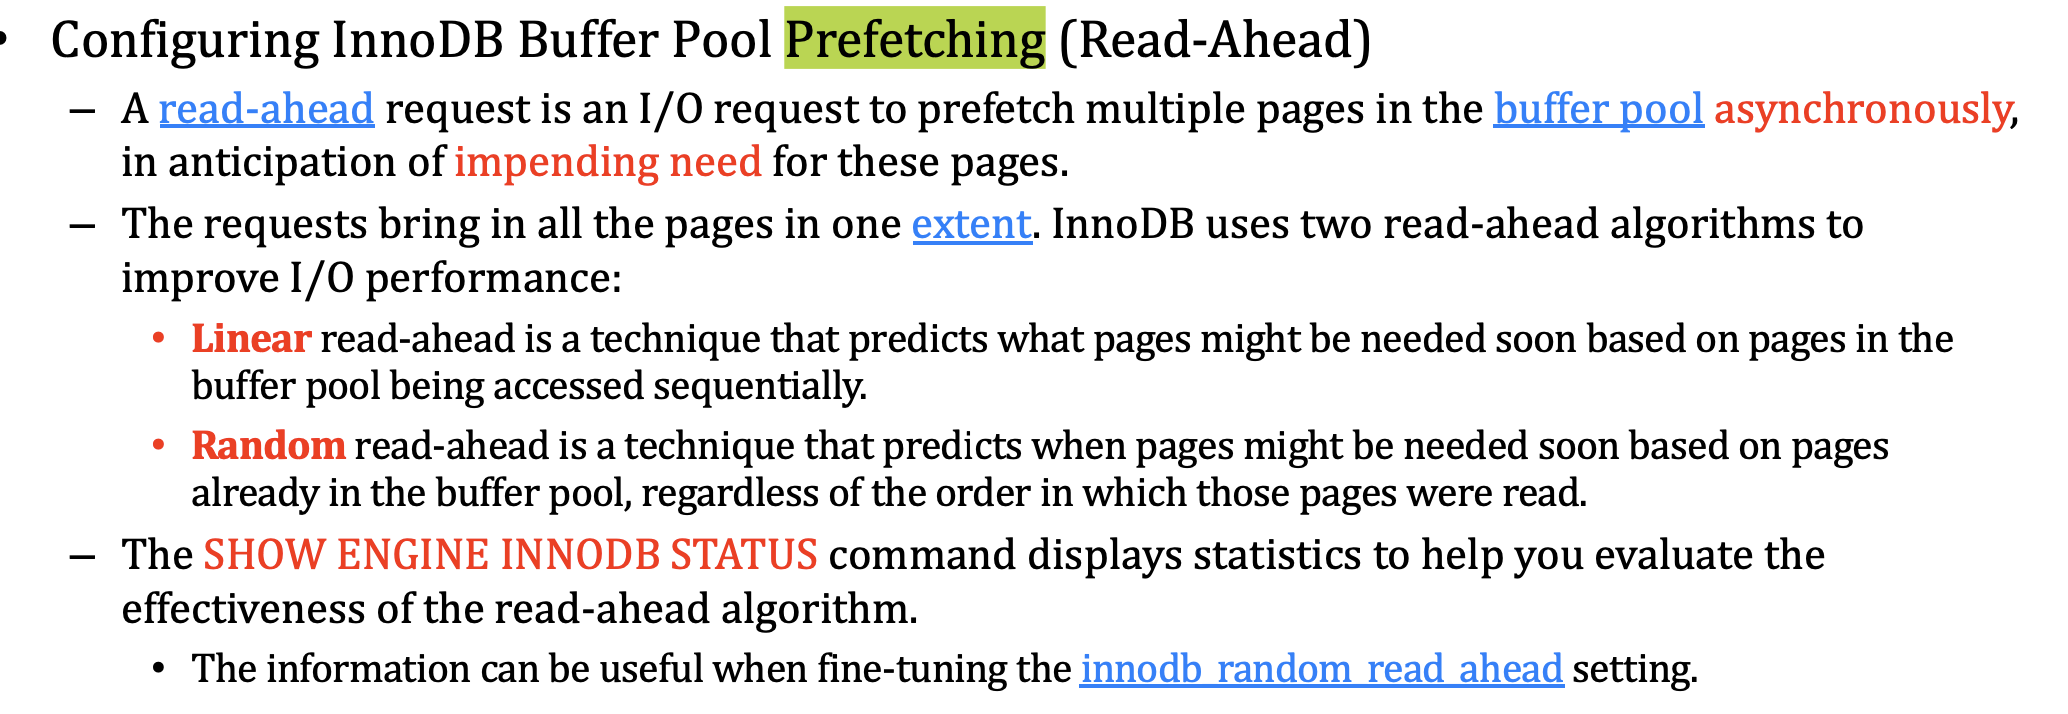 • Configuring InnoDB Buffer Pool Prefetching (Read-Ahead)
– A read-ahead request is an I/O request to prefetch multiple pages in the buffer pool asynchronously,
in anticipation of impending need for these pages.
– The requests bring in all the pages in one extent. InnoDB uses two read-ahead algorithms to
improve I/O performance:
• Linear read-ahead is a technique that predicts what pages might be needed soon based on pages in the
buffer pool being accessed sequentially.
• Random read-ahead is a technique that predicts when pages might be needed soon based on pages
already in the buffer pool, regardless of the order in which those pages were read.
– The SHOW ENGINE INNODB STATUS command displays statistics to help you evaluate the
effectiveness of the read-ahead algorithm.
• The information can be useful when fine-tuning the innodb_random_read_ahead setting.